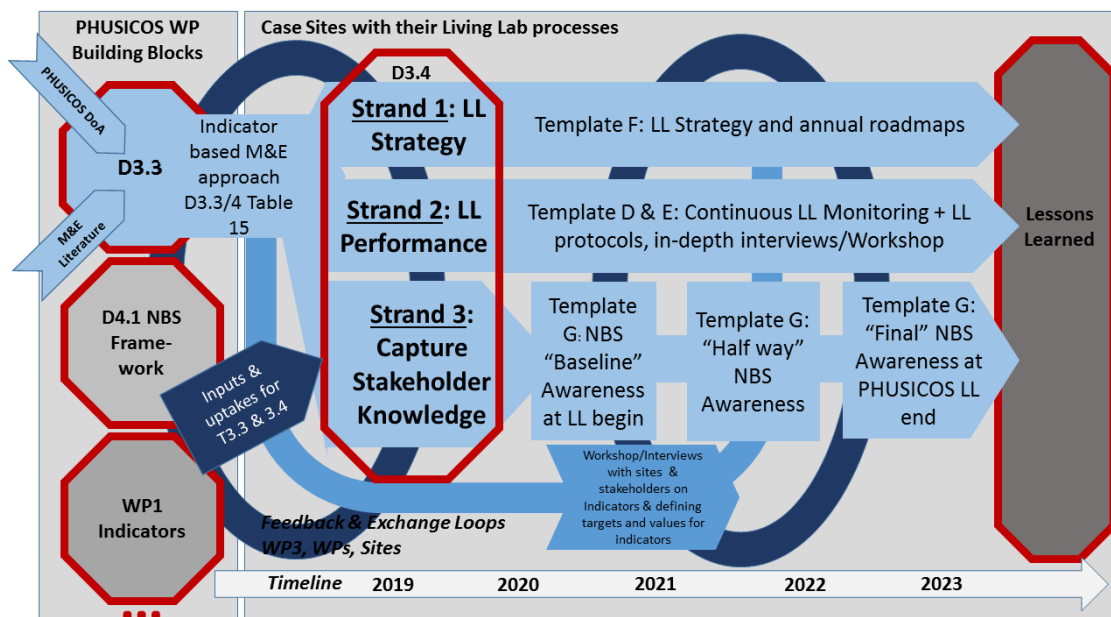 PHUSICOS WP
Building Blocks
Case Sites with their Living Lab processes
PHUSICOS DoA
D3.3
M&E
Literature
D4.1 NBS
Frame-
work
WP1
Indicators
Indicator
based M&E
approach
D3.3/4 Table
15
Inputs &
uptakes for
T3.3 & 3.4
D3.4
Strand 1: LL
Strategy
Strand 2: LL
Performance
Strand 3:
Capture
Stakeholder
Knowledge
Template F: LL Strategy and annual roadmaps
Template D & E: Continuous LL Monitoring + LL
protocols, in-depth interviews/Workshop
Template
G: NBS
“Baseline”
Awareness
at LL begin
Template G:
“Half way”
NBS
Awareness
Template G:
“Final” NBS
Awareness at
PHUSICOS LL
end
Workshop/Interviews
with sites &
stakeholders on
Indicators & defining
targets and values for
indicators
Lessons
Learned
Feedback & Exchange Loops
WP3, WPs, Sites
Timeline 2019 2020 2021 2022 2023